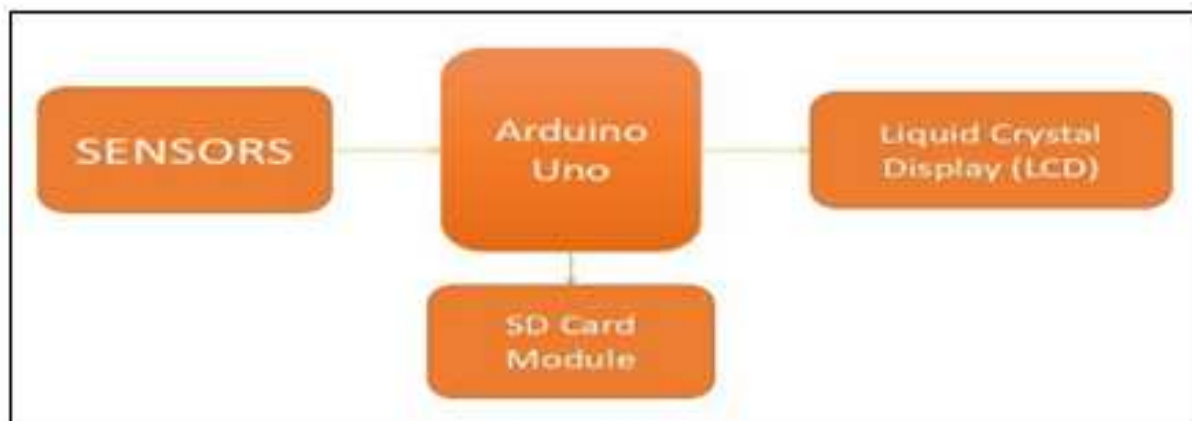 SENSORS
Arduino
Uno
Liquid Crystal
Display (LCD)
SD Card
Module